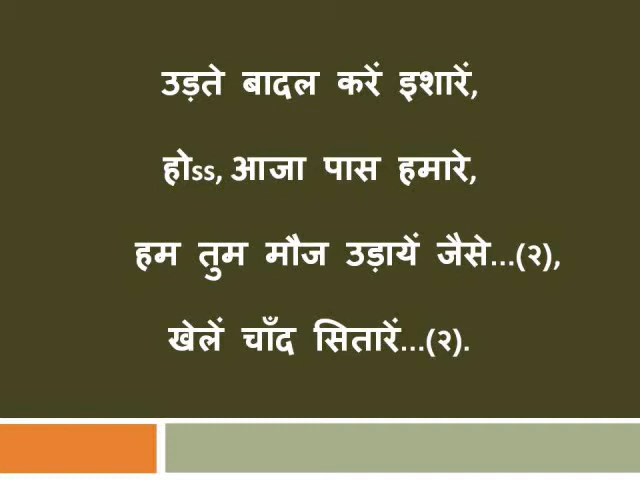 उड़ते बादल करें इशारें,
होss, आजा पास हमारे,
हम तुम मौज उड़ायें जैसे...(२),
खेलें चाँद सितारें...(२).